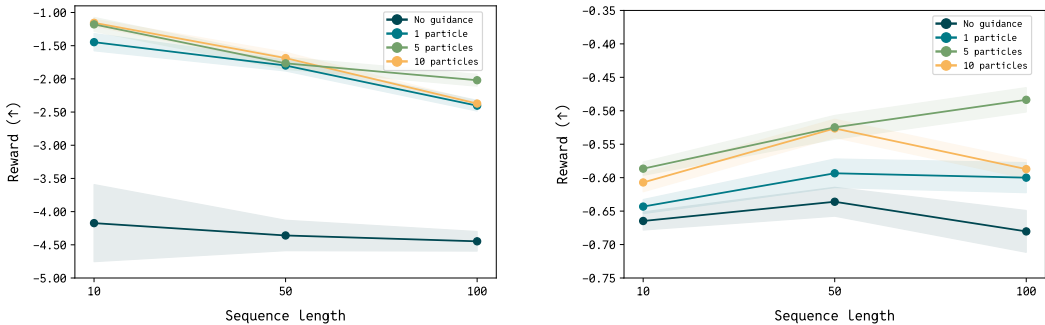 −1.00
−1.50
−2.00
−2.50
−3.00
−3.50
−4.00
−4.50
−5.00
Reward (↑)
10
50
100
Sequence length
No guidance
1 particle
5 particles
10 particles
−0.35
−0.40
−0.45
−0.50
−0.55
−0.60
−0.65
−0.70
−0.75
Reward (↑)
10
50
100
Sequence length
No guidance
1 particle
5 particles
10 particles